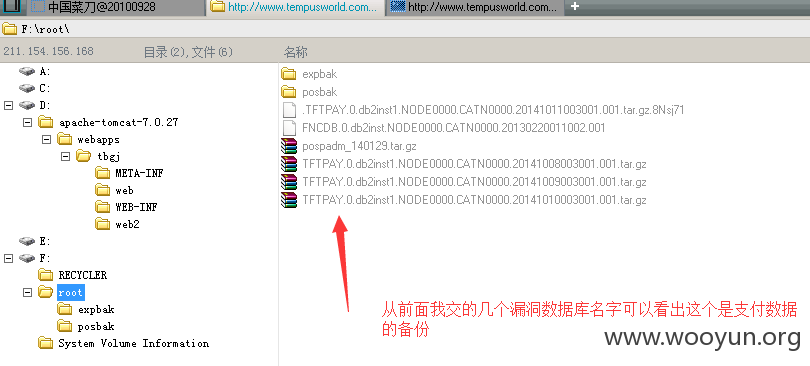 中国菜刀@20100928
http://www.tempusworld.com...
http://www.tempusworld.com...
F:\root\
211.154.156.168
目录(2),文件(6)
名称
A:
C:
D:
apache-tomcat-7.0.27
webapps
tbgj
META-INF
web
WEB-INF
web2
E:
F:
RECYCLER
root
expbak
posbak
System Volume Information
expbak
posbak
.TFTPAY.0.db2inst1.NODE0000.CATN0000.20141011003001.001.tar.gz.8Nsj71
FNCDB.0.db2inst1.NODE0000.CATN0000.20130220011002.001
pospadm_140129.tar.gz
TFTPAY.0.db2inst1.NODE0000.CATN0000.20141008003001.001.tar.gz
TFTPAY.0.db2inst1.NODE0000.CATN0000.20141009003001.001.tar.gz
TFTPAY.0.db2inst1.NODE0000.CATN0000.20141010003001.001.tar.gz
从前面我交的几个漏洞数据库名字可以看出这个是支付数据
的备份
www.wooyun.org